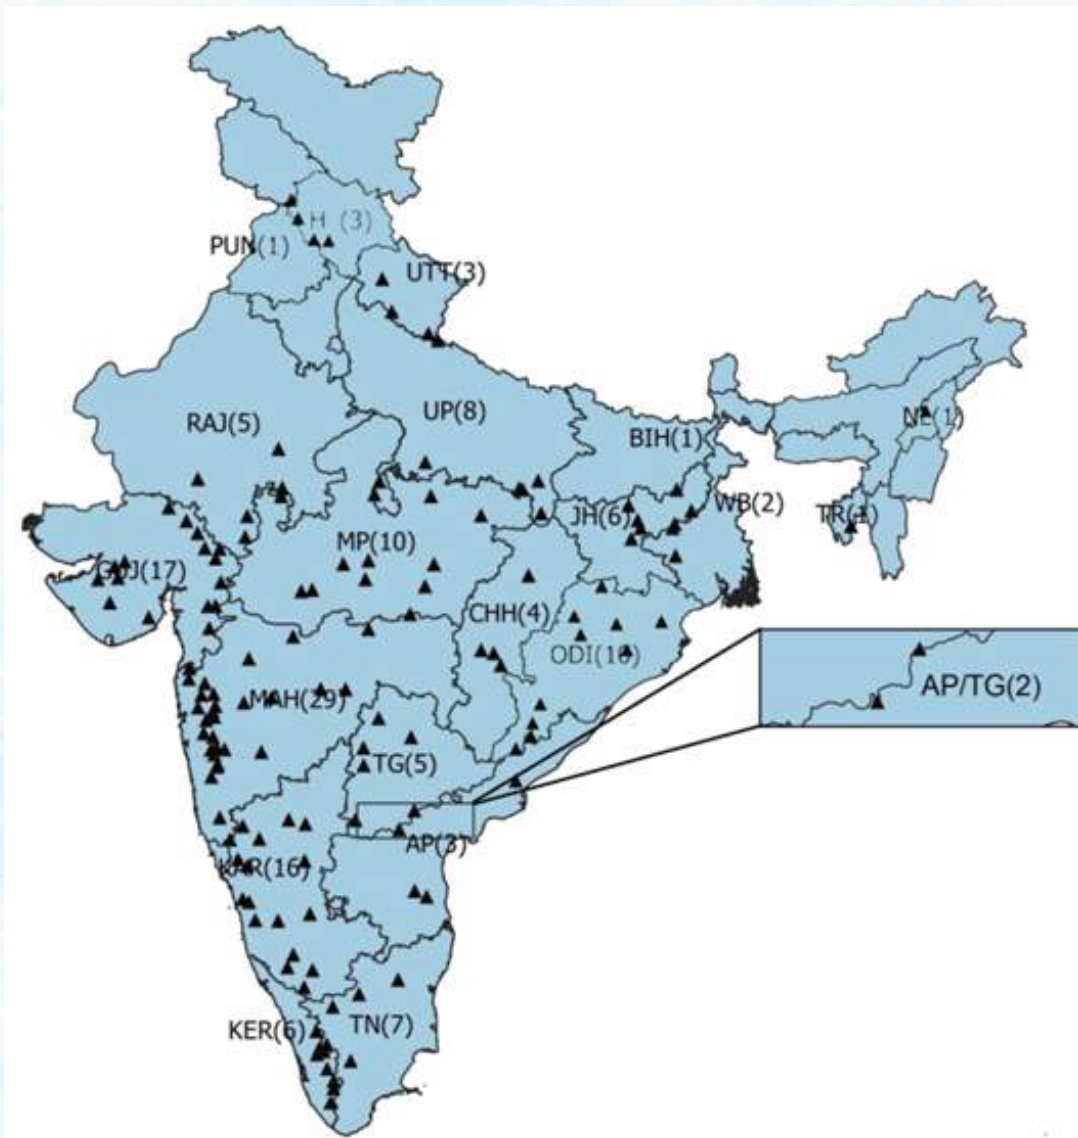 H (3)
PUN(1)
UTT(3)
RAJ(5)
UP(8)
NE(1)
BIH(1)
WB(2)
JH(6)
TR(1)
MP(10)
GUJ(17)
CHH(4)
ODI(16)
AP/TG(2)
MAH(29)
TG(5)
AP(3)
KAR(16)
KER(6)
TN(7)